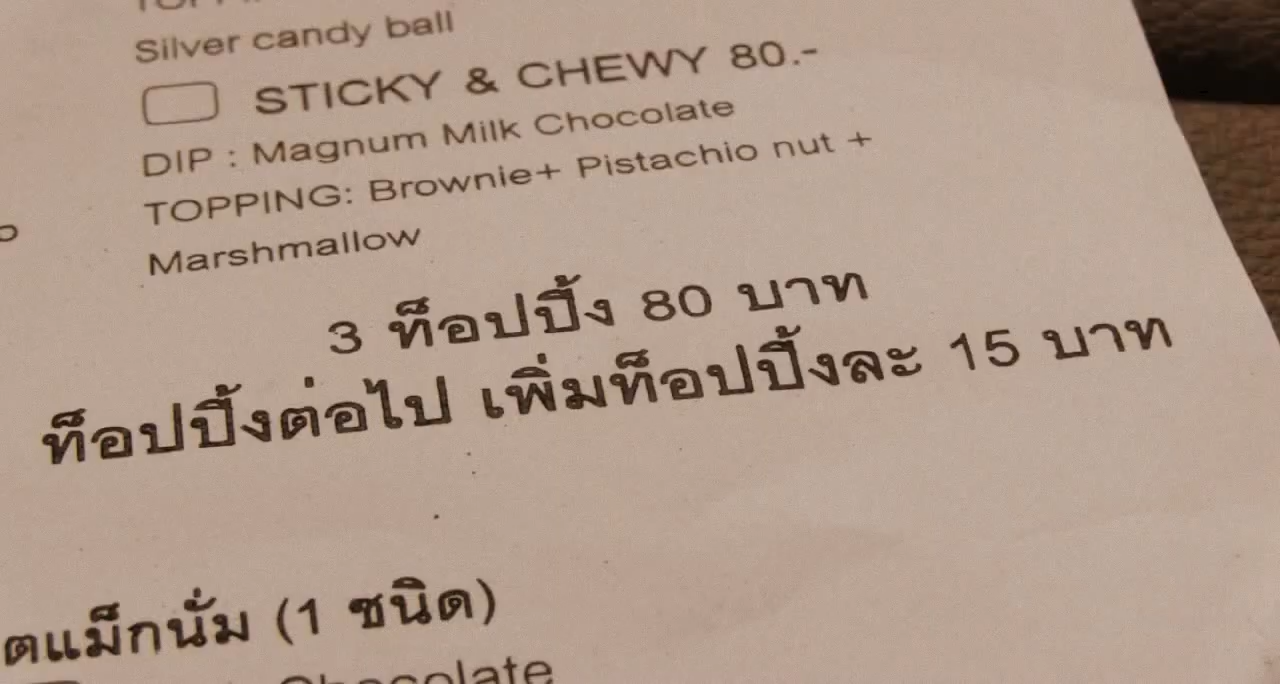 Silver candy ball
STICKY & CHEWY 80.-
DIP : Magnum Milk Chocolate
TOPPING: Brownie+ Pistachio nut +
Marshmallow
3 ท็อปปิ้ง 80 บาท
ท็อปปิ้งต่อไป เพิ่มท็อปปิ้งละ 15 บาท
ตแม็กนั่ม (1 ชนิด)
Chocolate